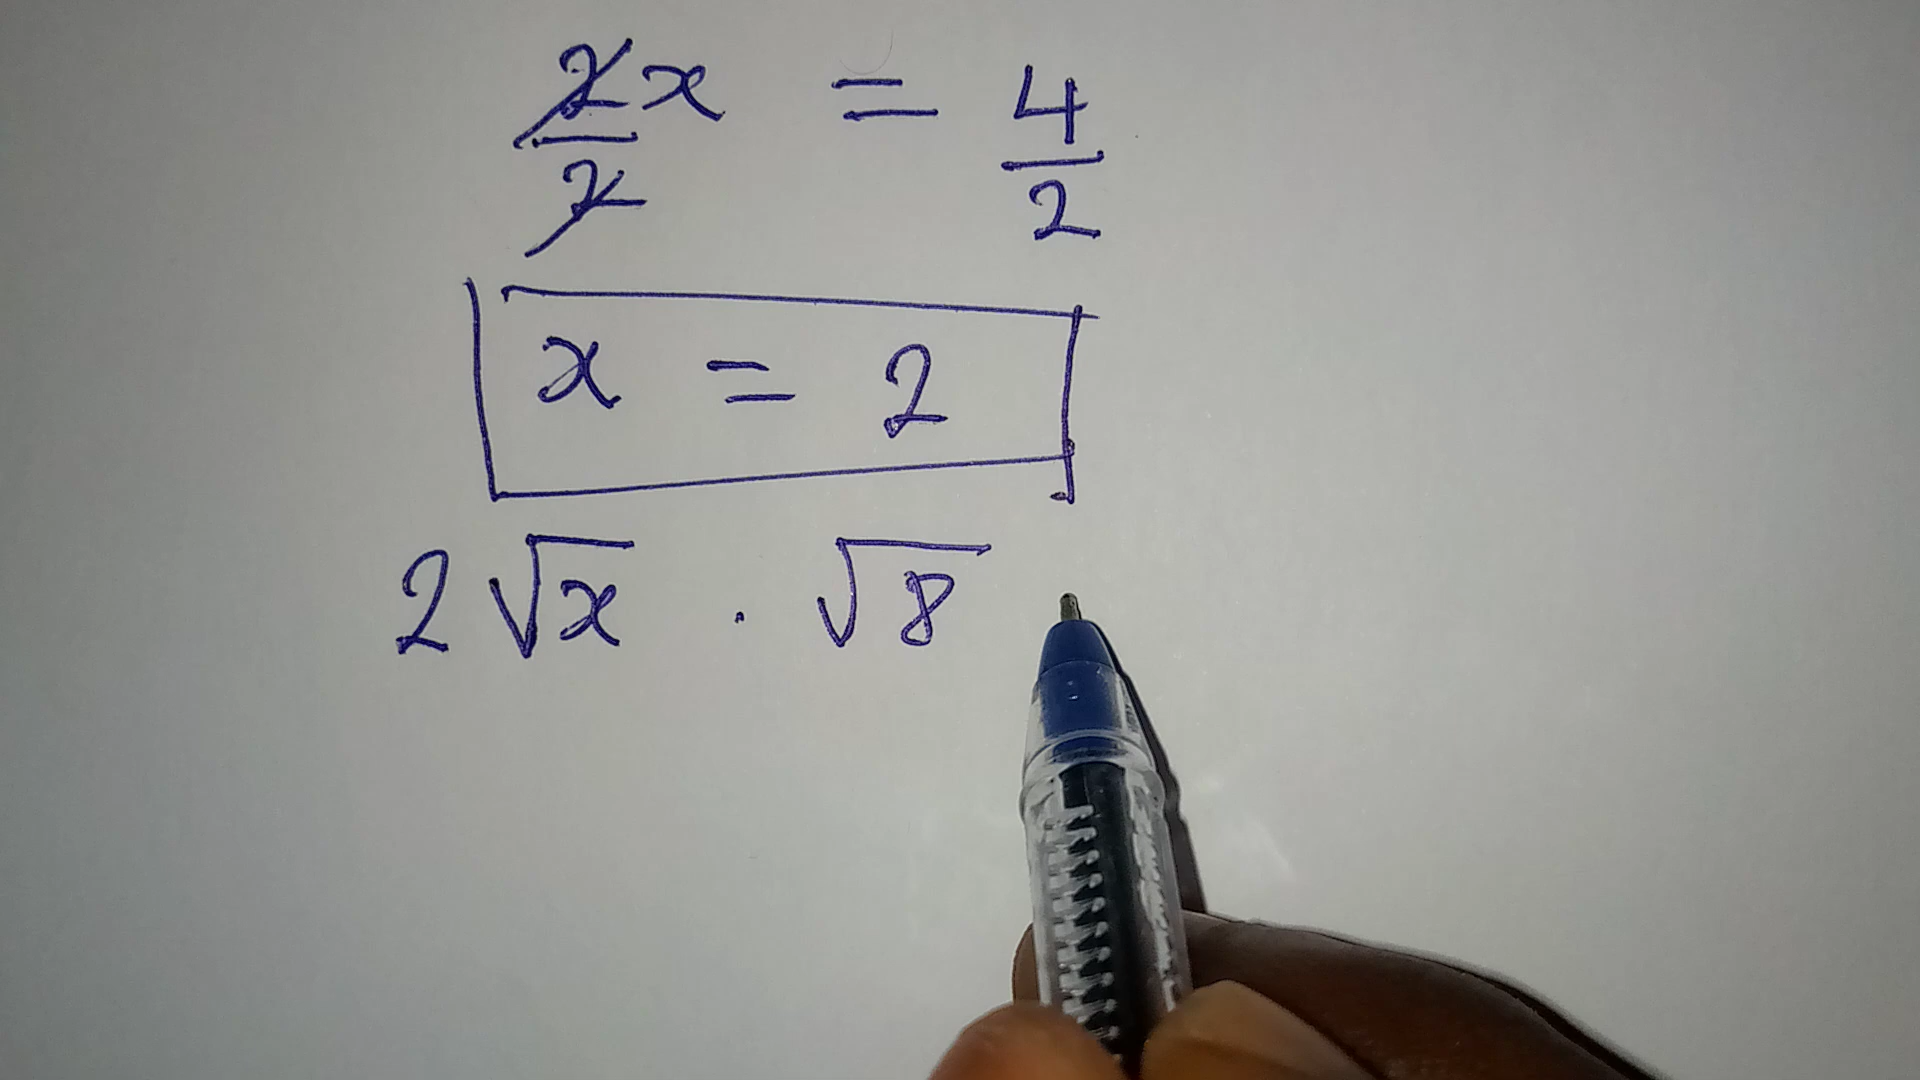 2x/2 = 4/2
x = 2
2√x · √8